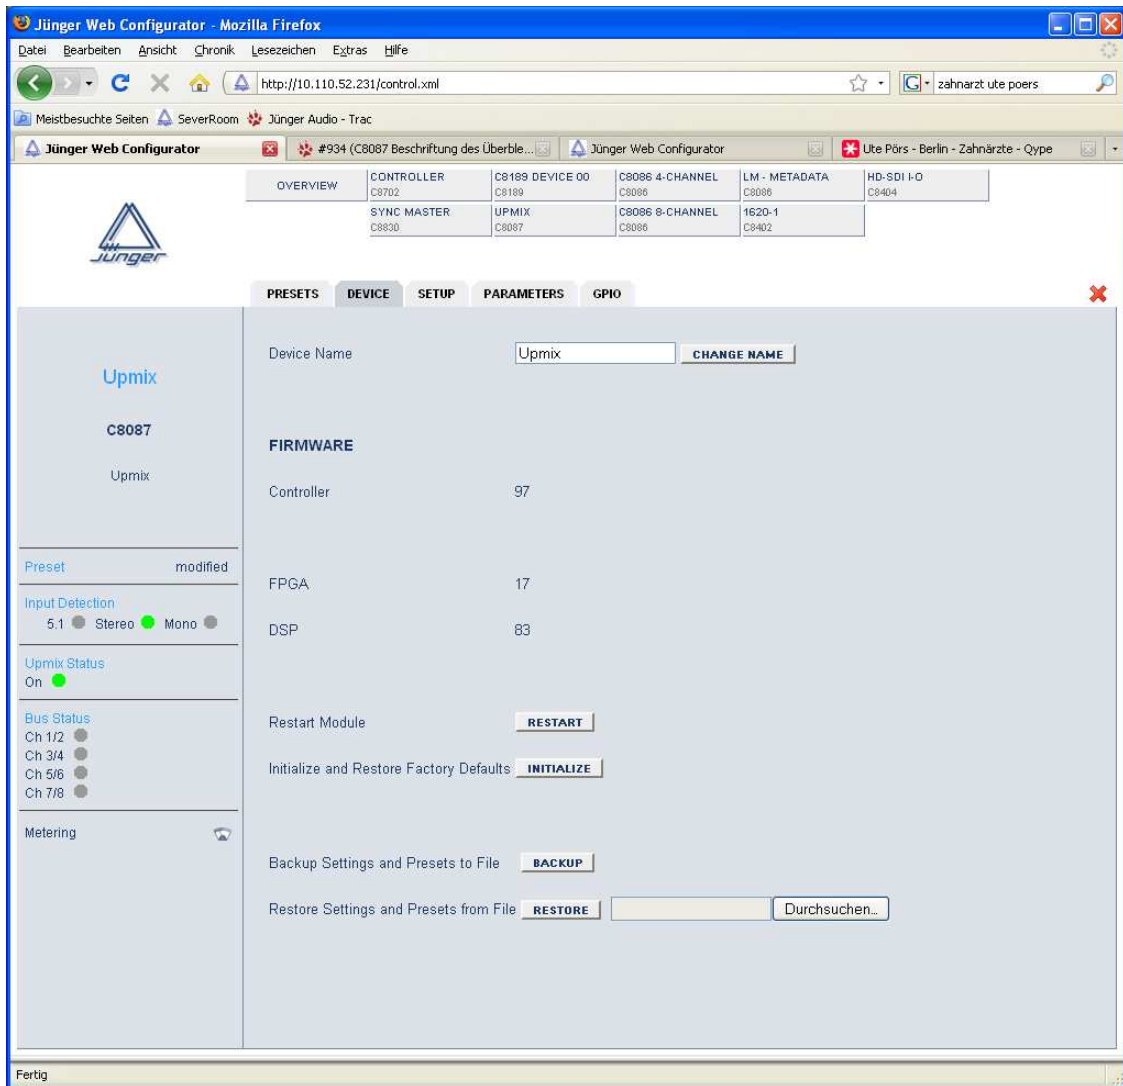 Jünger Web Configurator - Mozilla Firefox
Datei Bearbeiten Ansicht Chronik Lesezeichen Extras Hilfe
http://10.110.52.231/control.xml
G zahnarzt ute poers
Meistbesuchte Seiten SeverRoom Jünger Audio - Trac
Jünger Web Configurator #934 (C8087 Beschriftung des Überble... Jünger Web Configurator Ute Pörs - Berlin - Zahnärzte - Qype
OVERVIEW CONTROLLER C8189 DEVICE 00 C8086 4-CHANNEL LM - METADATA HD-SDI I-O
C8702 C8189 C8086 C8086 C8404
SYNC MASTER UPMIX C8086 8-CHANNEL 1620-1
C8830 C8087 C8086 C8402
Jünger
PRESETS DEVICE SETUP PARAMETERS GPIO
Device Name Upmix CHANGE NAME
Upmix
C8087
FIRMWARE
Upmix
Controller 97
Preset modified
FPGA 17
Input Detection
5.1 Stereo Mono
DSP 83
Upmix Status
On
Bus Status
Restart Module RESTART
Ch 1/2
Ch 3/4
Initialize and Restore Factory Defaults INITIALIZE
Ch 5/6
Ch 7/8
Metering
Backup Settings and Presets to File BACKUP
Restore Settings and Presets from File RESTORE Durchsuchen...
Fertig